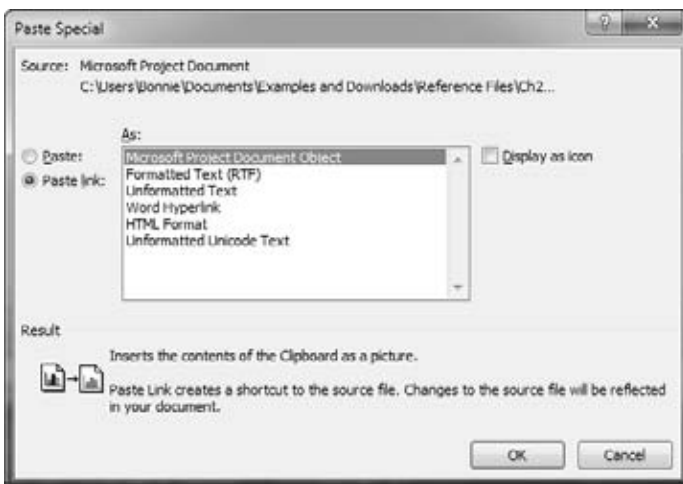 Paste Special
Source: Microsoft Project Document
C:\Users\Bonnie\Documents\Examples and Downloads\Reference Files\Ch2...
As:
Paste:
Paste link:
Microsoft Project Document Object
Formatted Text (RTF)
Unformatted Text
Word Hyperlink
HTML Format
Unformatted Unicode Text
Display as icon
Result
Inserts the contents of the Clipboard as a picture.
Paste Link creates a shortcut to the source file. Changes to the source file will be reflected
in your document.
OK
Cancel